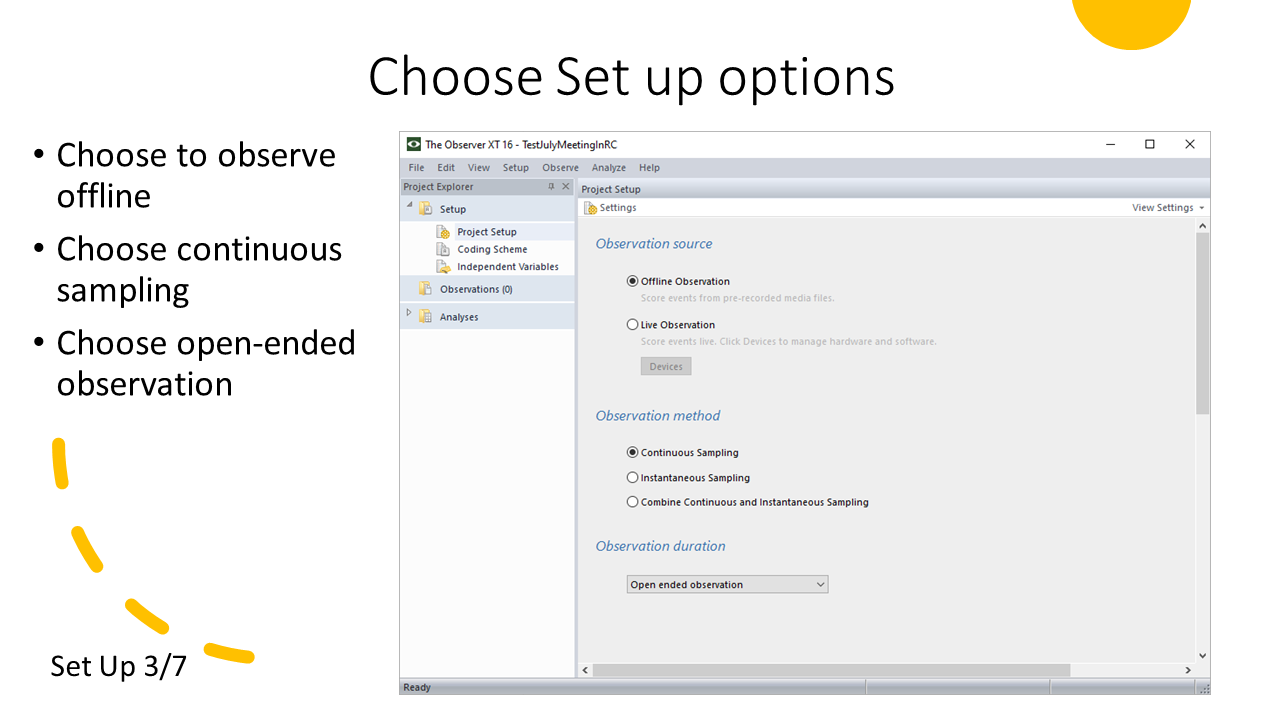 Choose Set up options
• Choose to observe
offline
• Choose continuous
sampling
• Choose open-ended
observation
Set Up 3/7
The Observer XT 16 - TestJulyMeetingInRC
File Edit View Setup Observe Analyze Help
Project Explorer
Setup
Project Setup
Coding Scheme
Independent Variables
Observations (0)
Analyses
Project Setup
Settings
View Settings
Observation source
Offline Observation
Score events from pre-recorded media files.
Live Observation
Score events live. Click Devices to manage hardware and software.
Devices
Observation method
Continuous Sampling
Instantaneous Sampling
Combine Continuous and Instantaneous Sampling
Observation duration
Open ended observation
Ready